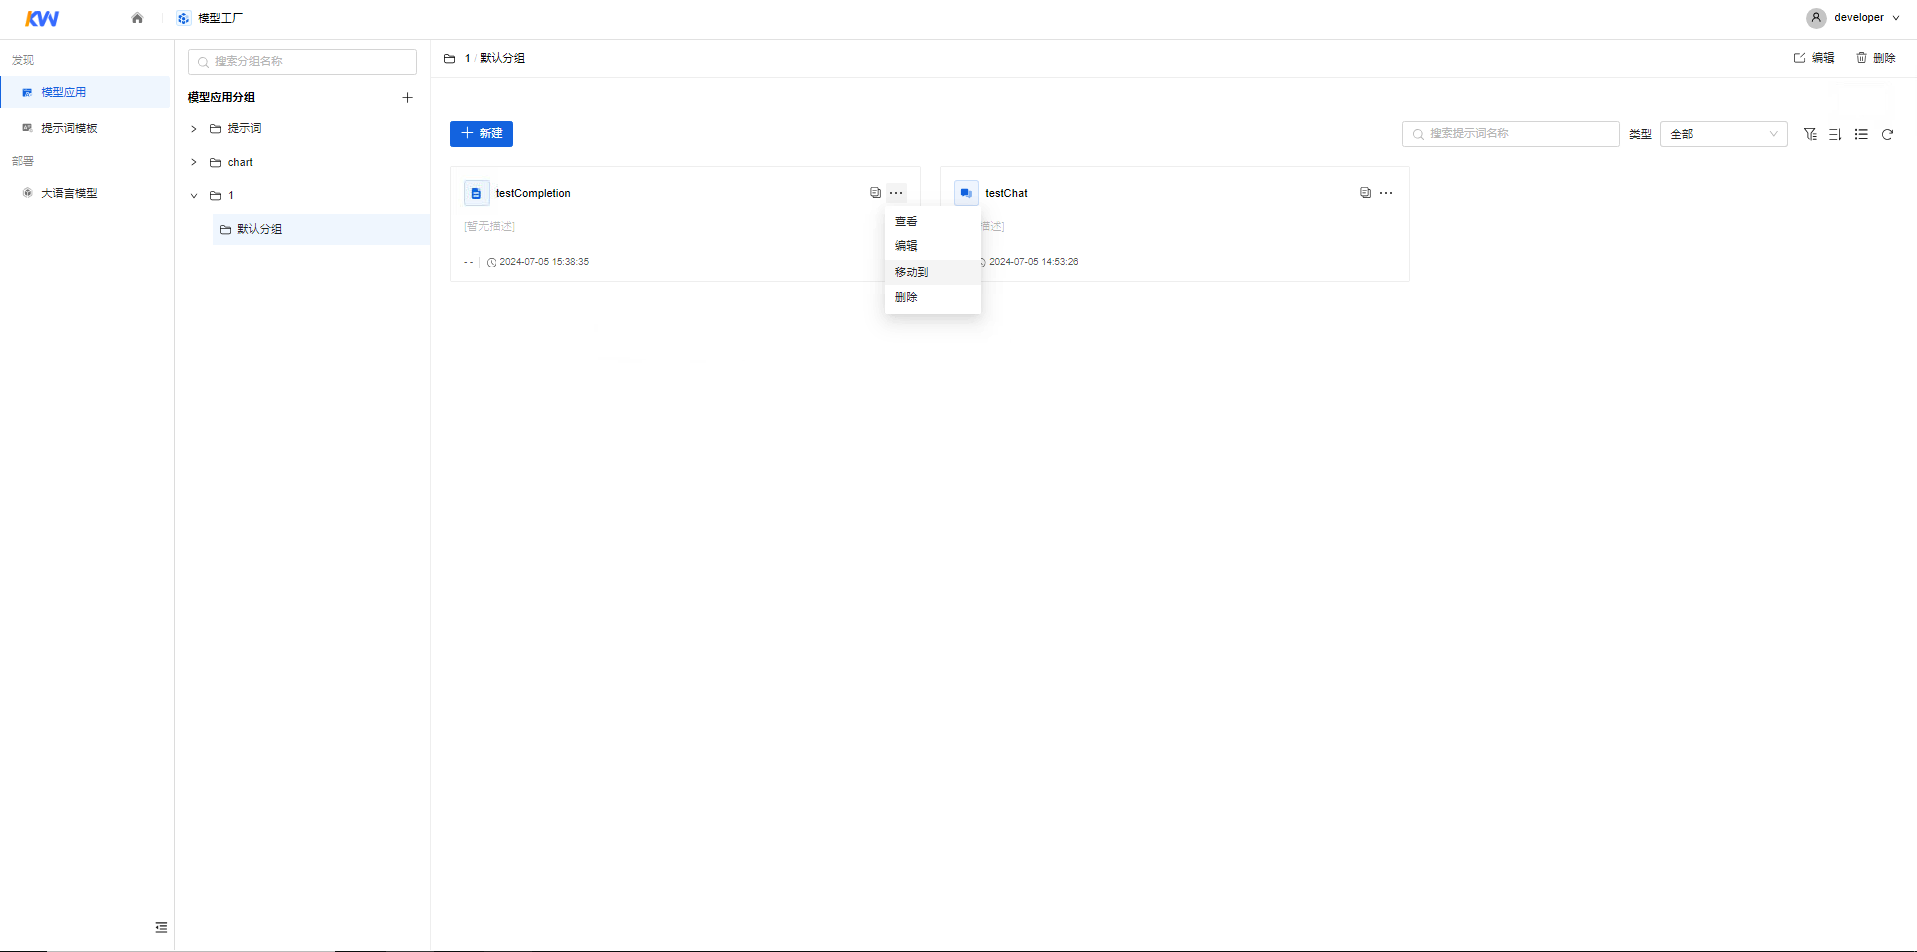 KW
模型工厂
developer
发现
模型应用
提示词模板
部署
大语言模型
搜索分组名称
模型应用分组
提示词
chart
1
默认分组
1 / 默认分组
编辑
删除
新建
搜索提示词名称
类型
全部
testCompletion
[暂无描述]
- -
2024-07-05 15:38:35
查看
编辑
移动到
删除
testChat
描述]
2024-07-05 14:53:26